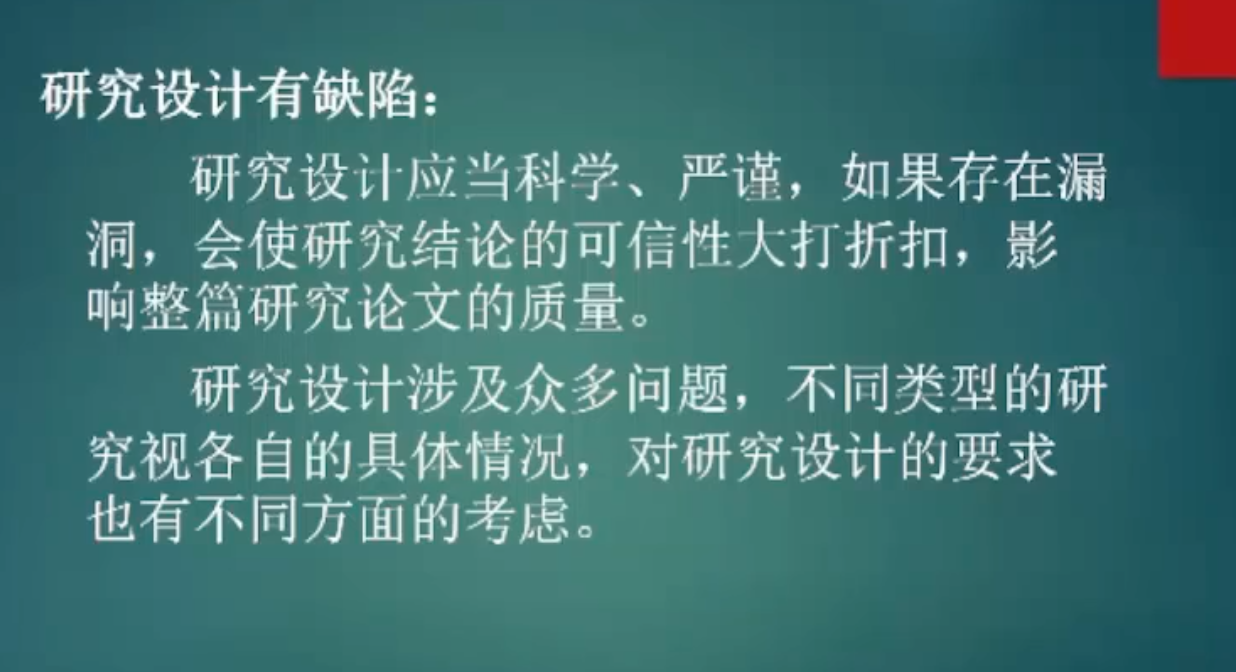 研究设计有缺陷：
研究设计应当科学、严谨，如果存在漏
洞，会使研究结论的可信性大打折扣，影
响整篇研究论文的质量。
研究设计涉及众多问题，不同类型的研
究视各自的具体情况，对研究设计的要求
也有不同方面的考虑。